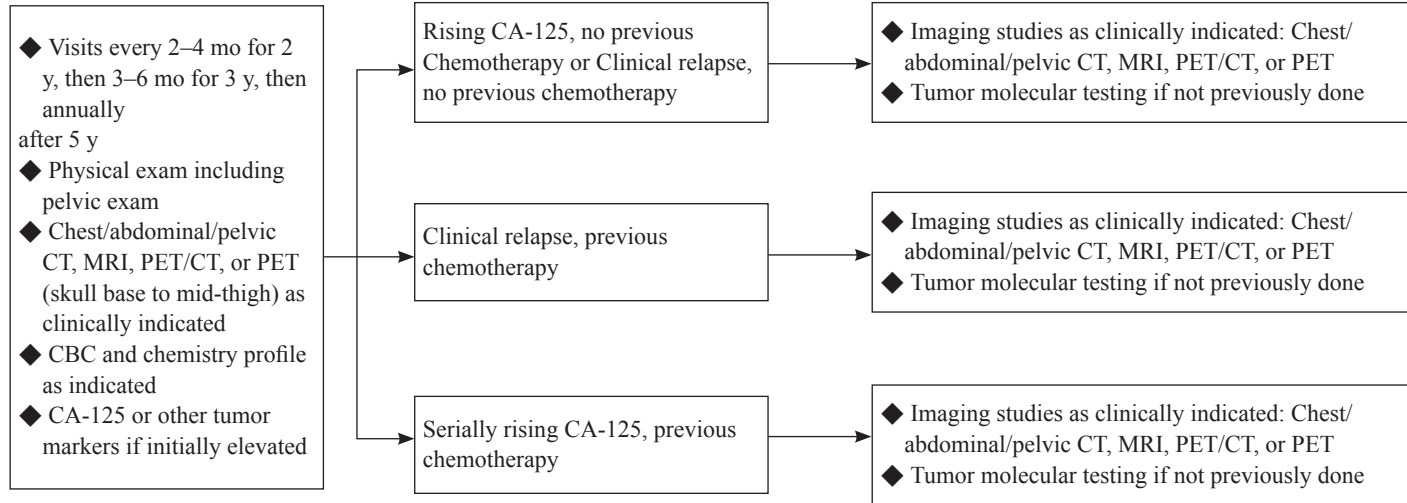 ◆ Visits every 2–4 mo for 2
y, then 3–6 mo for 3 y, then
annually
after 5 y
◆ Physical exam including
pelvic exam
◆ Chest/abdominal/pelvic
CT, MRI, PET/CT, or PET
(skull base to mid-thigh) as
clinically indicated
◆ CBC and chemistry profile
as indicated
◆ CA-125 or other tumor
markers if initially elevated
Rising CA-125, no previous
Chemotherapy or Clinical relapse,
no previous chemotherapy
◆ Imaging studies as clinically indicated: Chest/
abdominal/pelvic CT, MRI, PET/CT, or PET
◆ Tumor molecular testing if not previously done
Clinical relapse, previous
chemotherapy
◆ Imaging studies as clinically indicated: Chest/
abdominal/pelvic CT, MRI, PET/CT, or PET
◆ Tumor molecular testing if not previously done
Serially rising CA-125, previous
chemotherapy
◆ Imaging studies as clinically indicated: Chest/
abdominal/pelvic CT, MRI, PET/CT, or PET
◆ Tumor molecular testing if not previously done